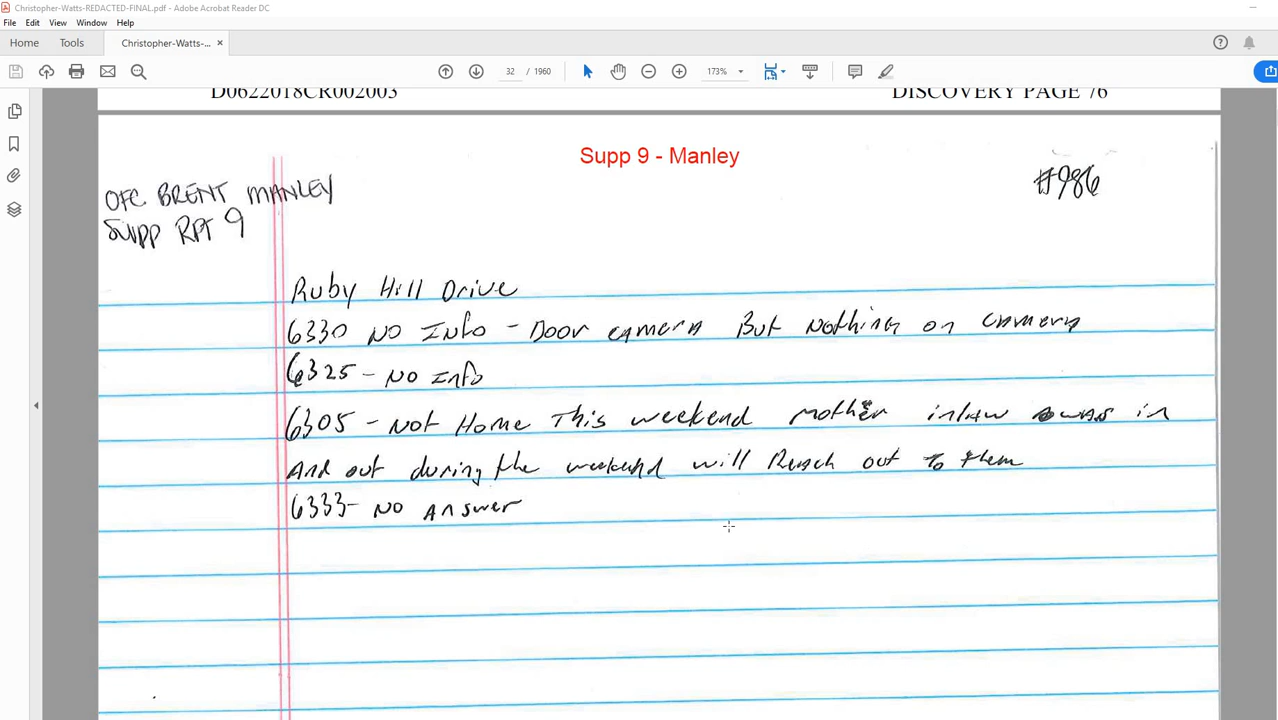 Christopher-Watts-REDACTED-FINAL.pdf - Adobe Acrobat Reader DC
File Edit View Window Help
Home Tools Christopher-Watts-... ×
32 / 1960 173%
D0622018CR002003 DISCOVERY PAGE 76
Supp 9 - Manley
OFC BRENT MANLEY #986
SUPP RPT 9
Ruby Hill Drive
6330 NO Info - Door camera But Nothing on camera
6325 - NO Info
6305 - Not Home This weekend mother inlaw was in
And out during the weekend will Reach out to them
6333 - NO Answer